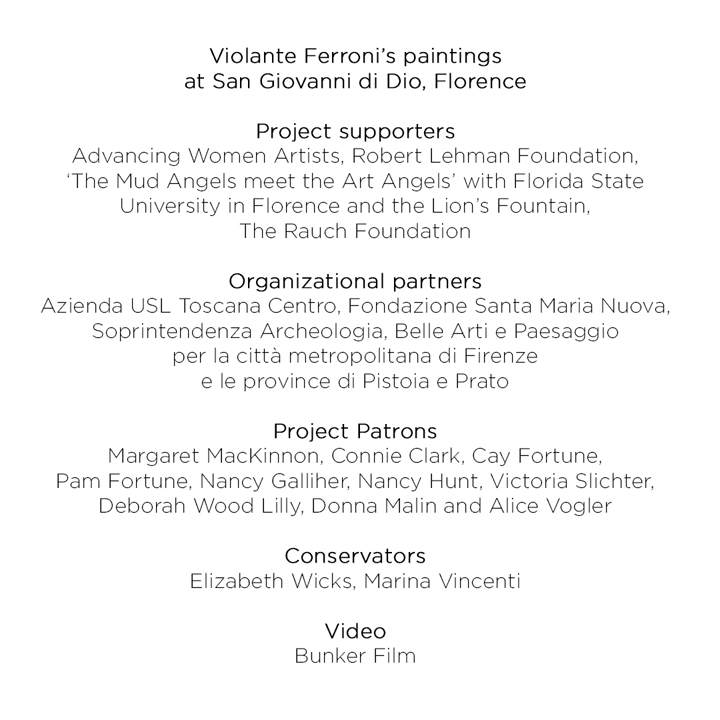 Violante Ferroni's paintings
at San Giovanni di Dio, Florence
Project supporters
Advancing Women Artists, Robert Lehman Foundation,
‘The Mud Angels meet the Art Angels’ with Florida State
University in Florence and the Lion's Fountain,
The Rauch Foundation
Organizational partners
Azienda USL Toscana Centro, Fondazione Santa Maria Nuova,
Soprintendenza Archeologia, Belle Arti e Paesaggio
per la città metropolitana di Firenze
e le province di Pistoia e Prato
Project Patrons
Margaret MacKinnon, Connie Clark, Cay Fortune,
Pam Fortune, Nancy Galliher, Nancy Hunt, Victoria Slichter,
Deborah Wood Lilly, Donna Malin and Alice Vogler
Conservators
Elizabeth Wicks, Marina Vincenti
Video
Bunker Film